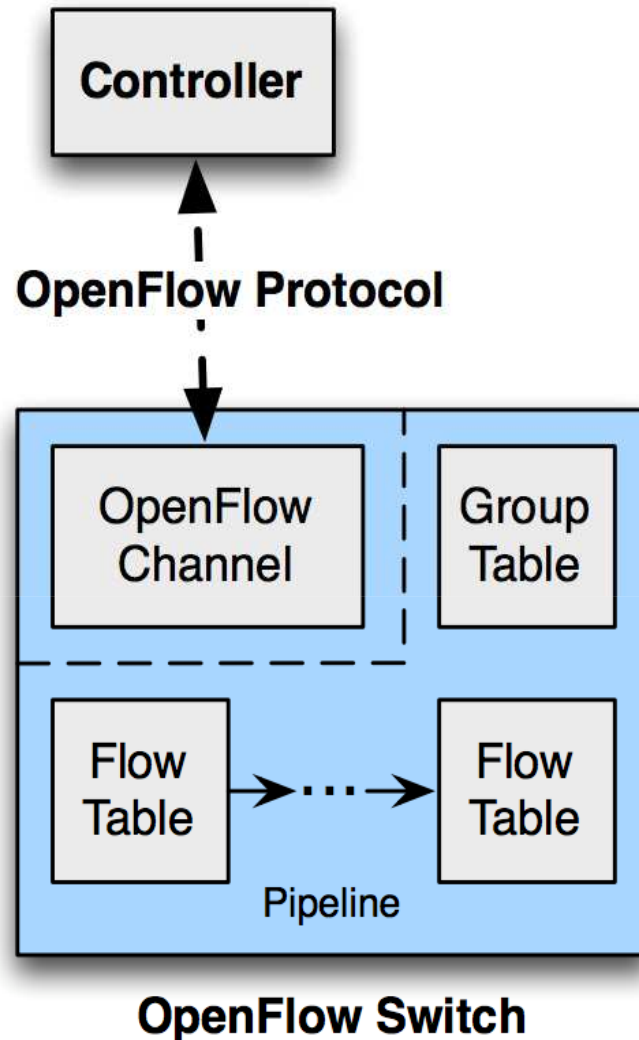 Controller
OpenFlow Protocol
OpenFlow
Channel
Group
Table
Flow
Table
...
Flow
Table
Pipeline
OpenFlow Switch